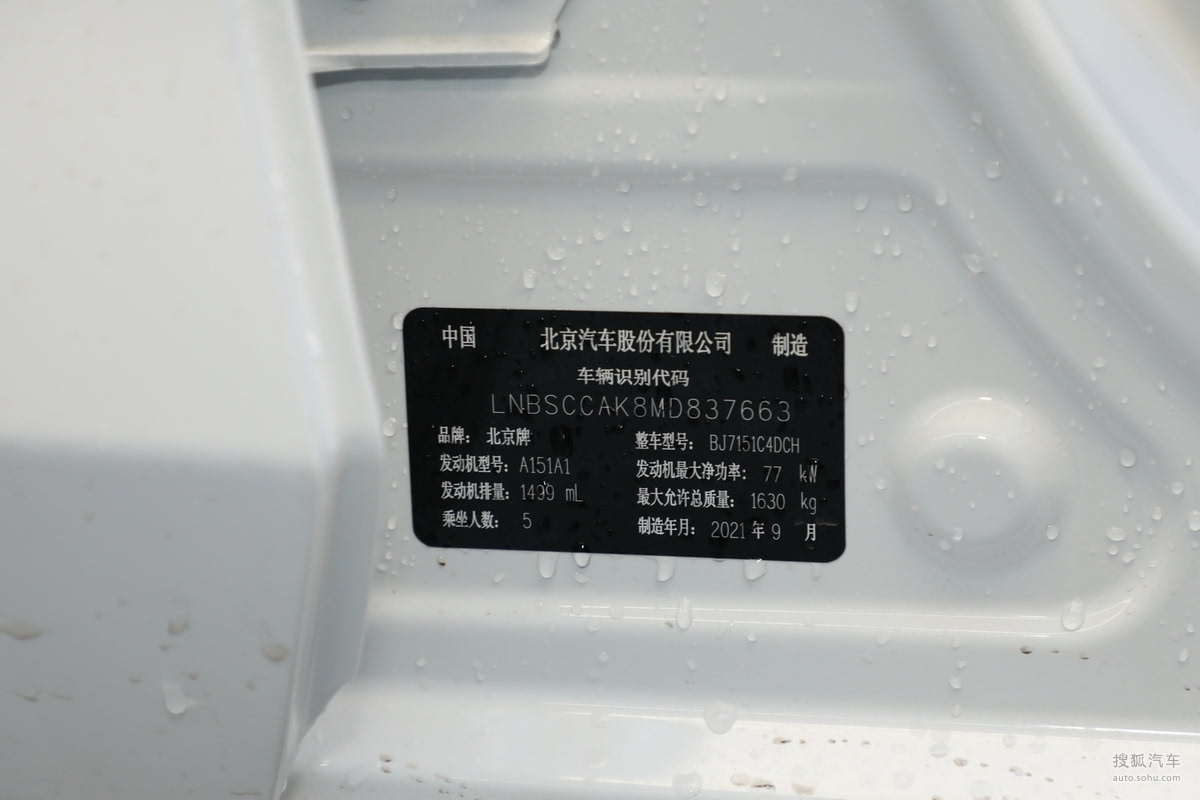 中国 北京汽车股份有限公司 制造
车辆识别代码
LNBSCCAK8MD837663
品牌: 北京牌 整车型号: BJ7151C4DCH
发动机型号: A151A1 发动机最大净功率: 77 kW
发动机排量: 1499 mL 最大允许总质量: 1630 kg
乘坐人数: 5 制造年月: 2021 年 9 月
搜狐汽车
auto.sohu.com